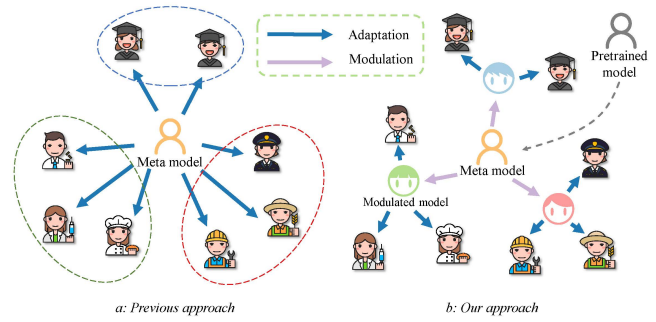 Adaptation
Modulation
Pretrained
model
Meta model
Meta model
Modulated model
a: Previous approach
b: Our approach